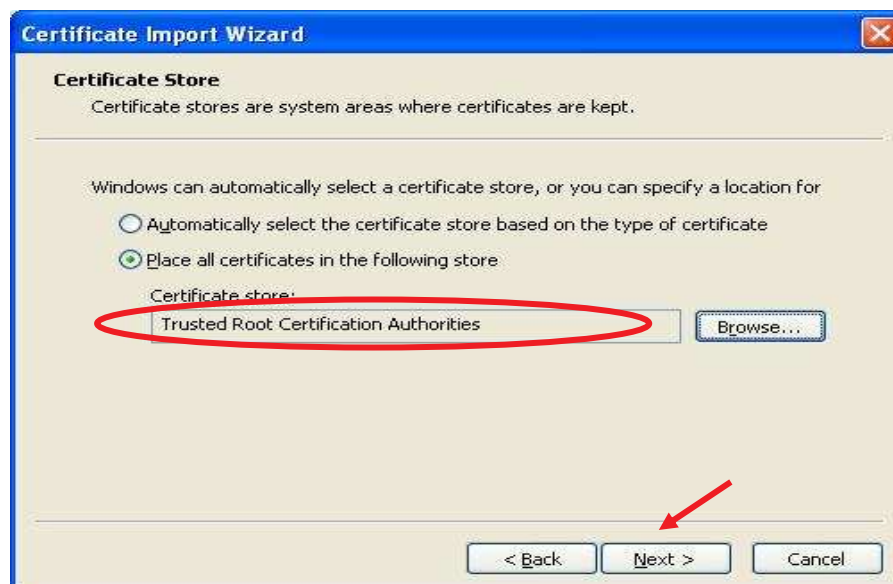 Certificate Import Wizard
Certificate Store
Certificate stores are system areas where certificates are kept.
Windows can automatically select a certificate store, or you can specify a location for
Automatically select the certificate store based on the type of certificate
Place all certificates in the following store
Certificate store:
Trusted Root Certification Authorities
Browse...
< Back
Next >
Cancel